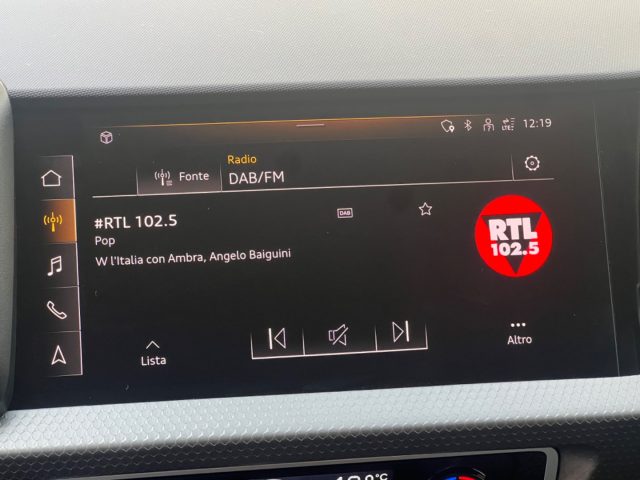 LTE
12:19
Radio
Fonte
DAB/FM
#RTL 102.5
DAB
Pop
W l'Italia con Ambra, Angelo Baiguini
RTL
102.5
Lista
Altro
°C